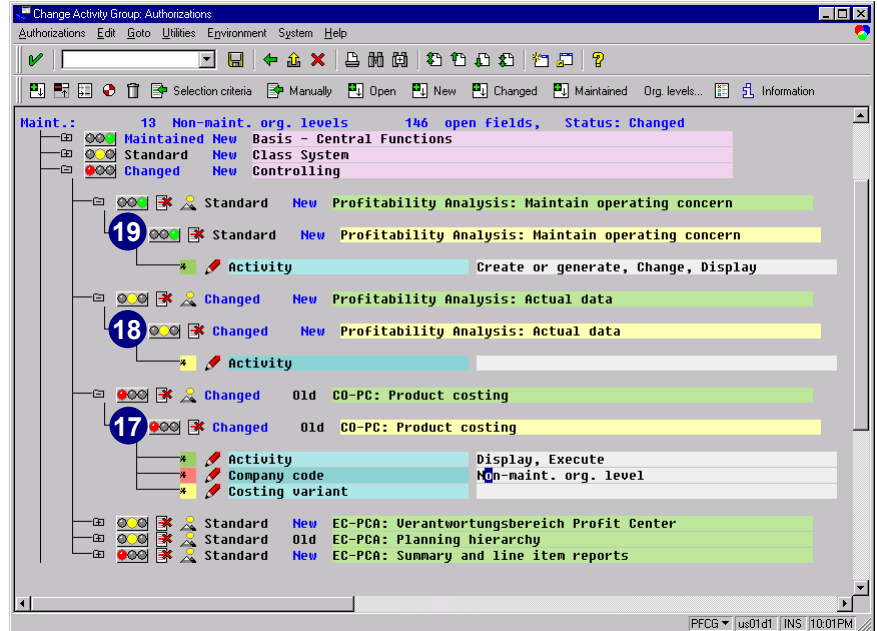 Change Activity Group: Authorizations
Authorizations Edit Goto Utilities Environment System Help
Selection criteria Manually Open New Changed Maintained Org. levels... Information
Maint.: 13 Non-maint. org. levels 146 open fields, Status: Changed
Maintained New Basis - Central Functions
Standard New Class System
Changed New Controlling
Standard New Profitability Analysis: Maintain operating concern
19 Standard New Profitability Analysis: Maintain operating concern
* Activity Create or generate, Change, Display
Changed New Profitability Analysis: Actual data
18 Changed New Profitability Analysis: Actual data
* Activity
Changed Old CO-PC: Product costing
17 Changed Old CO-PC: Product costing
* Activity Display, Execute
* Company code Non-maint. org. level
* Costing variant
Standard New EC-PCA: Verantwortungsbereich Profit Center
Standard Old EC-PCA: Planning hierarchy
Standard New EC-PCA: Summary and line item reports
PFCG us01d1 INS 10:01PM